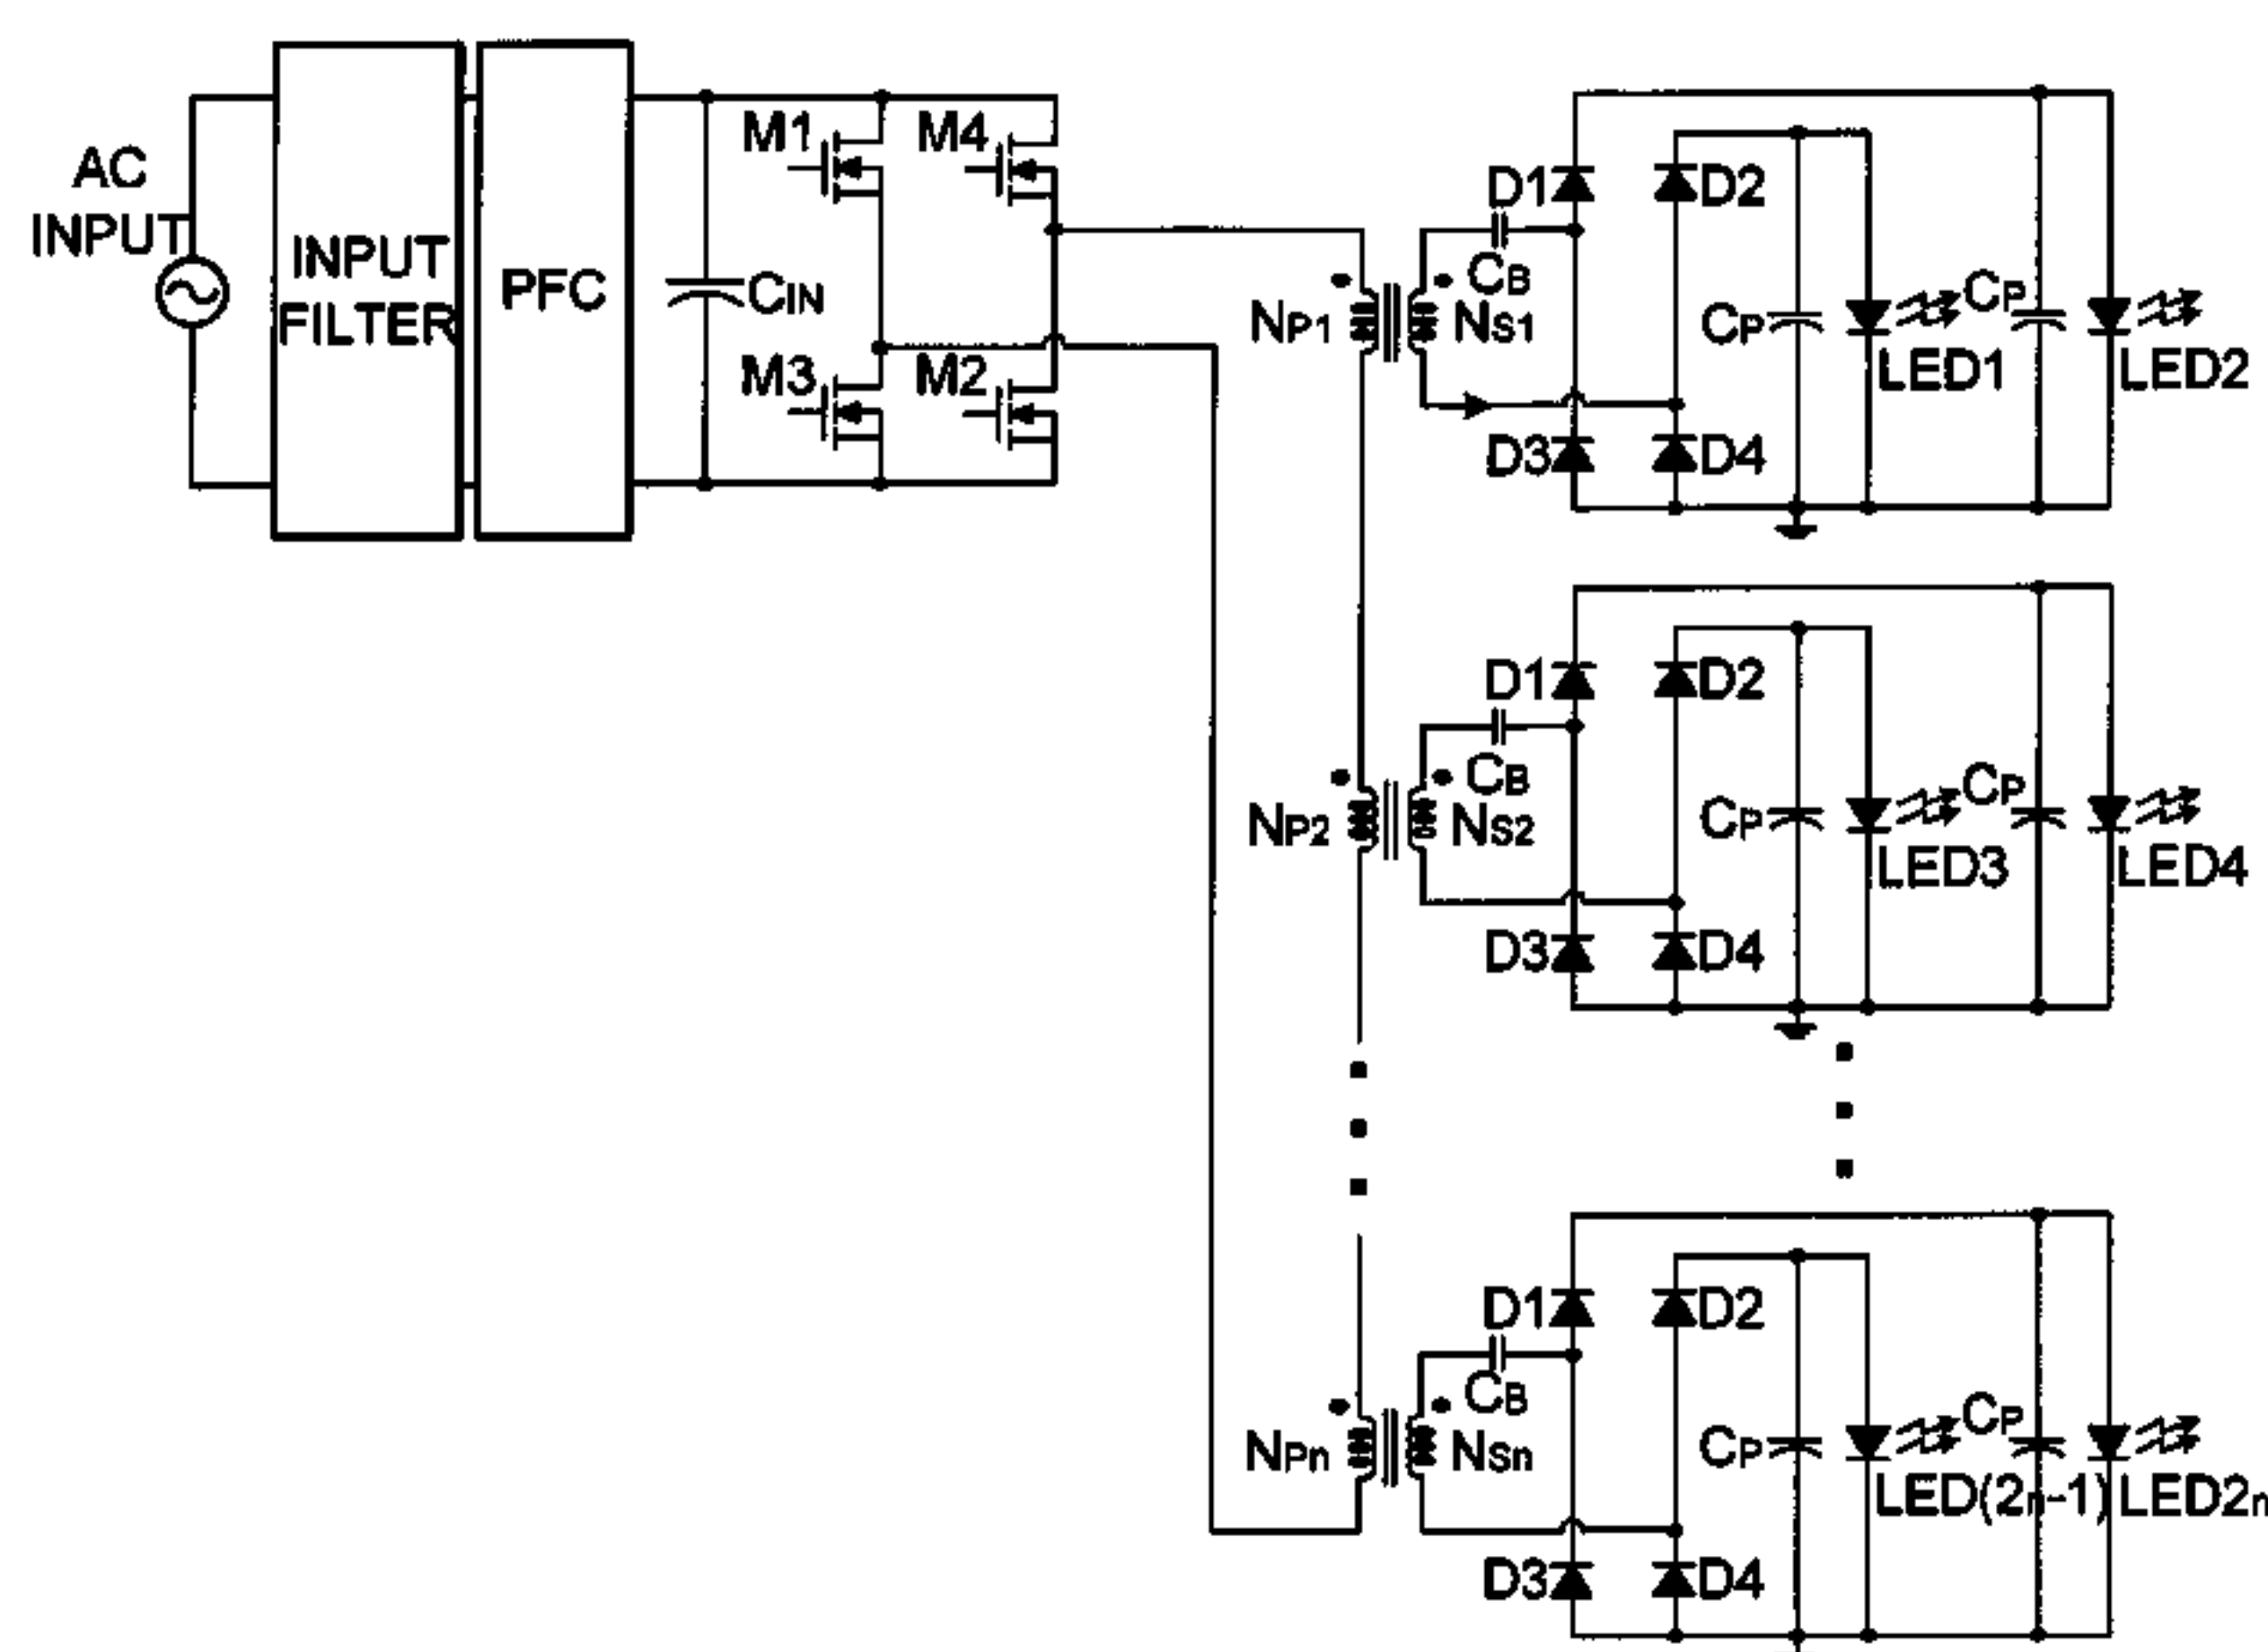 AC
INPUT
INPUT
FILTER
PFC
CIN
M1
M4
M3
M2
NP1
NS1
CB
D1
D2
D3
D4
CP
LED1
CP
LED2
NP2
NS2
CB
D1
D2
D3
D4
CP
LED3
CP
LED4
NPn
NSn
CB
D1
D2
D3
D4
CP
LED(2n-1)
CP
LED2n